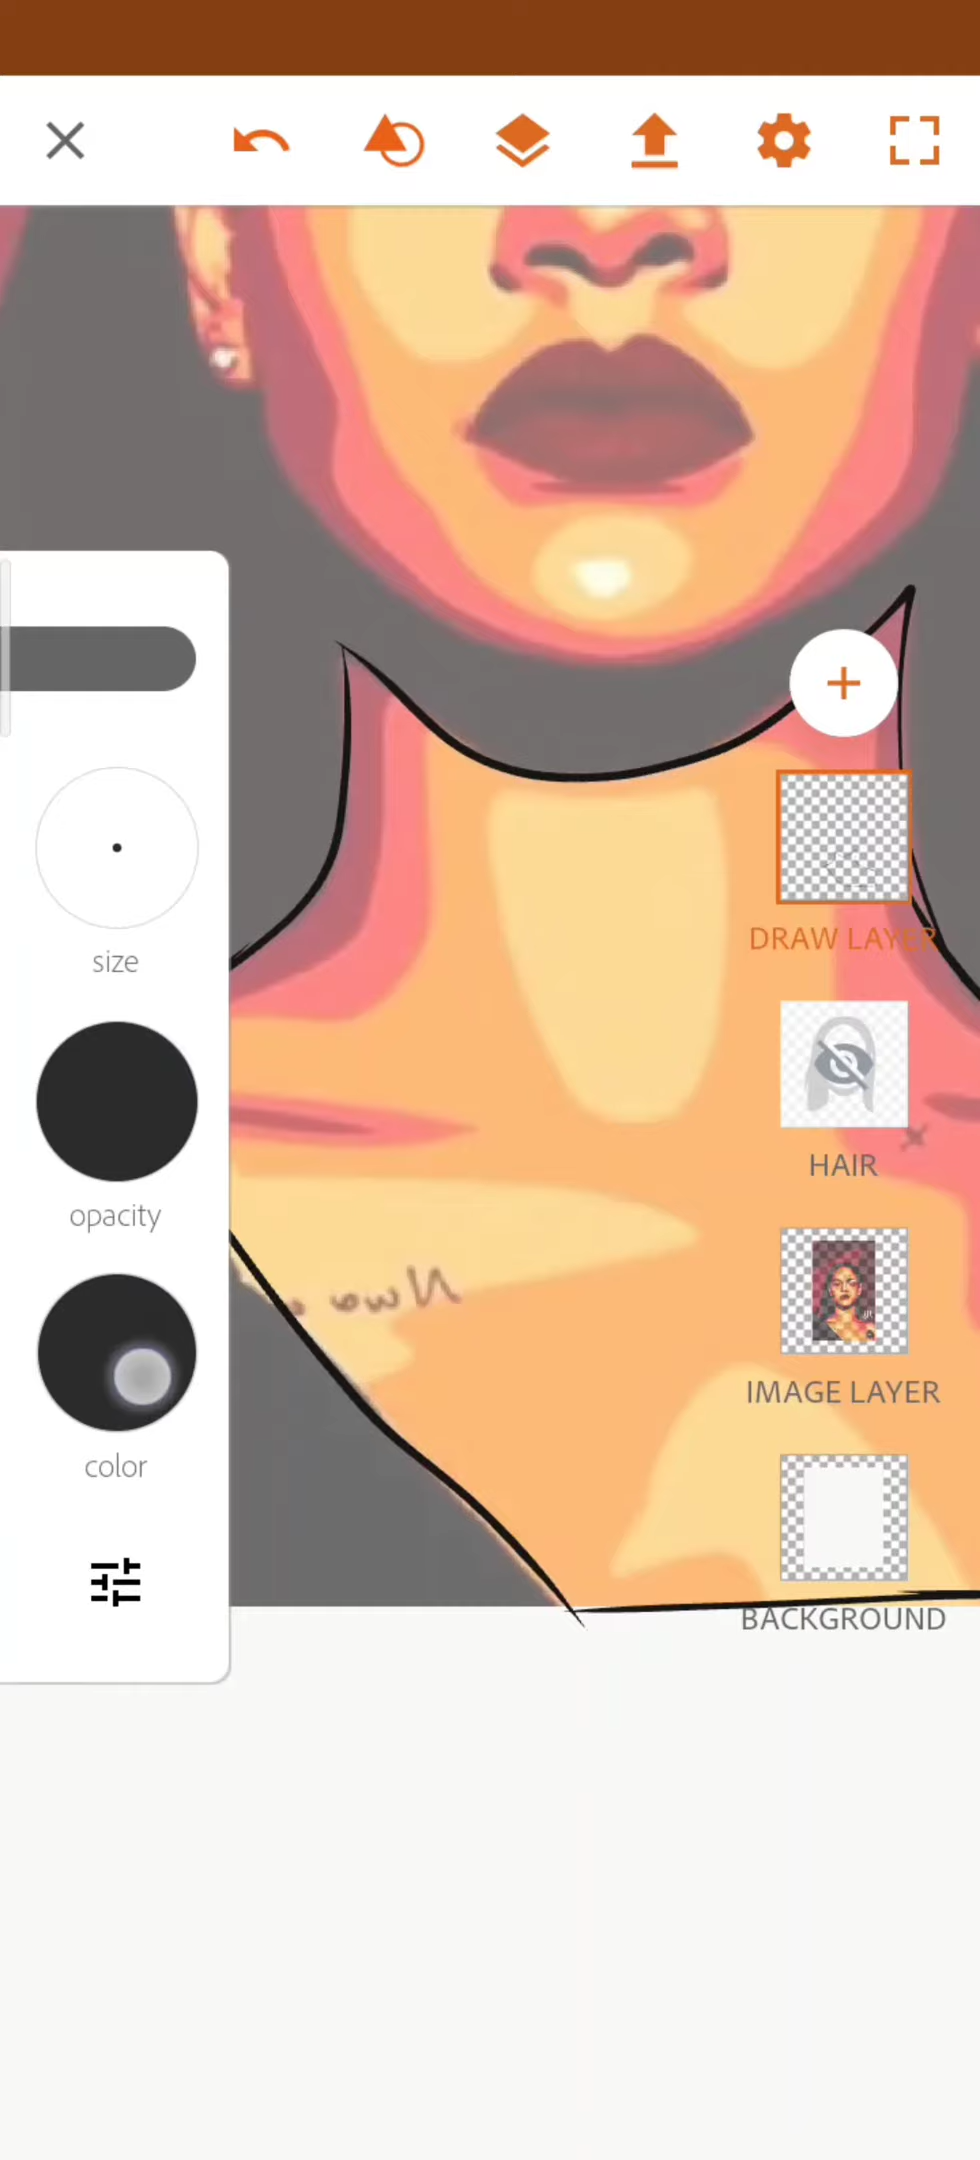 size
DRAW LAYER
HAIR
opacity
IMAGE LAYER
color
BACKGROUND